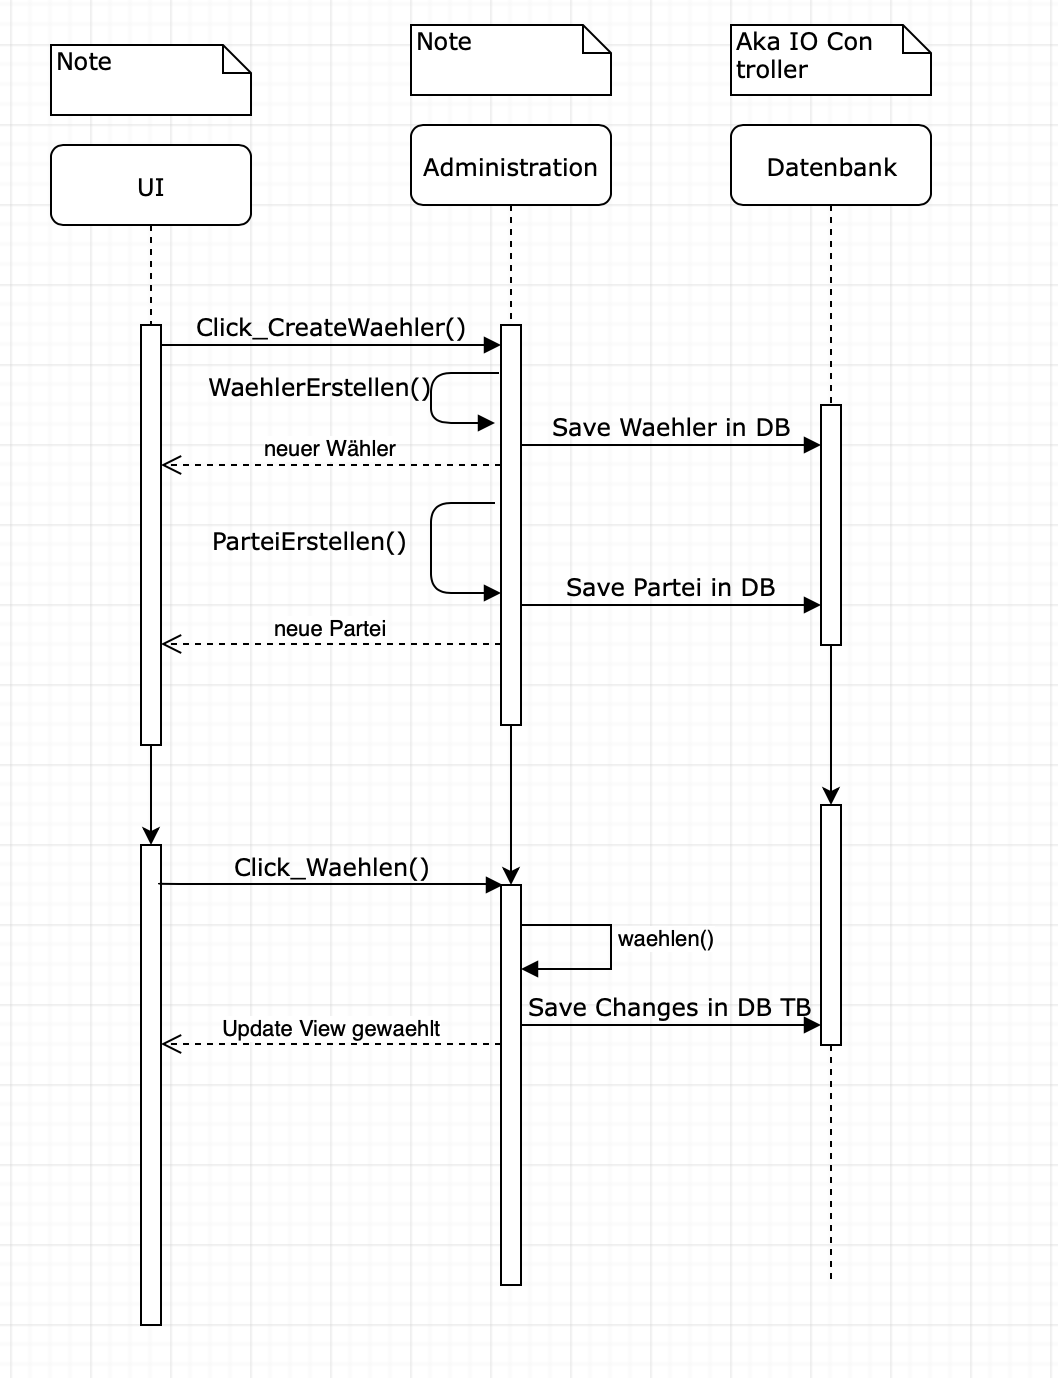 Note
Note
Aka IO Con
troller
UI
Administration
Datenbank
Click_CreateWaehler()
WaehlerErstellen()
Save Waehler in DB
neuer Wähler
ParteiErstellen()
Save Partei in DB
neue Partei
Click_Waehlen()
waehlen()
Save Changes in DB TB
Update View gewaehlt